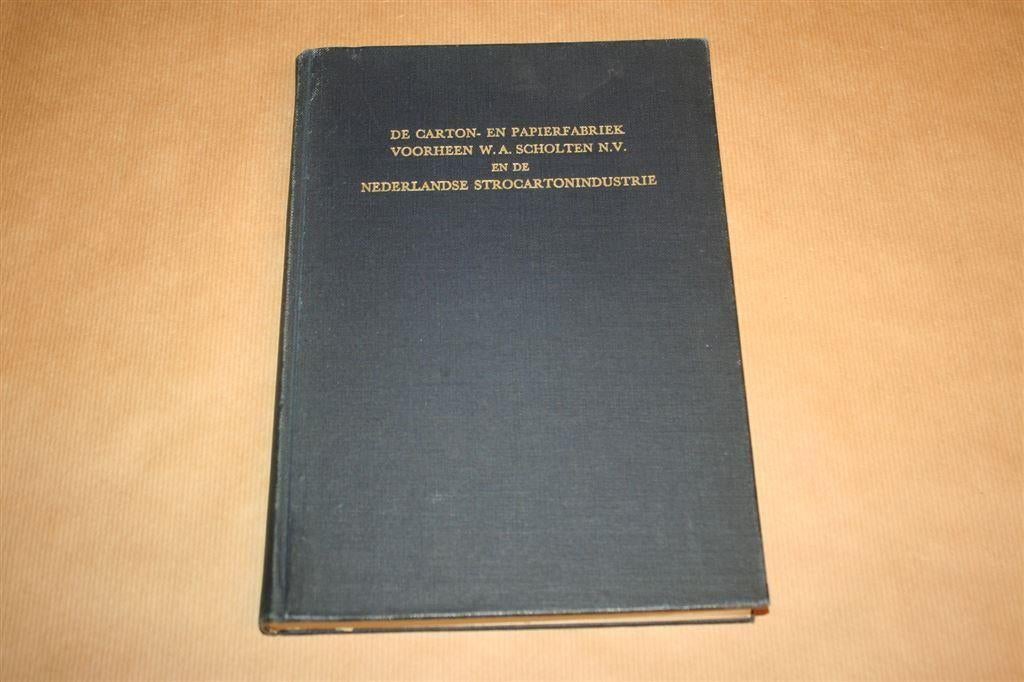 DE CARTON- EN PAPIERFABRIEK
VOORHEEN W. A. SCHOLTEN N.V.
EN DE
NEDERLANDSE STROCARTONINDUSTRIE